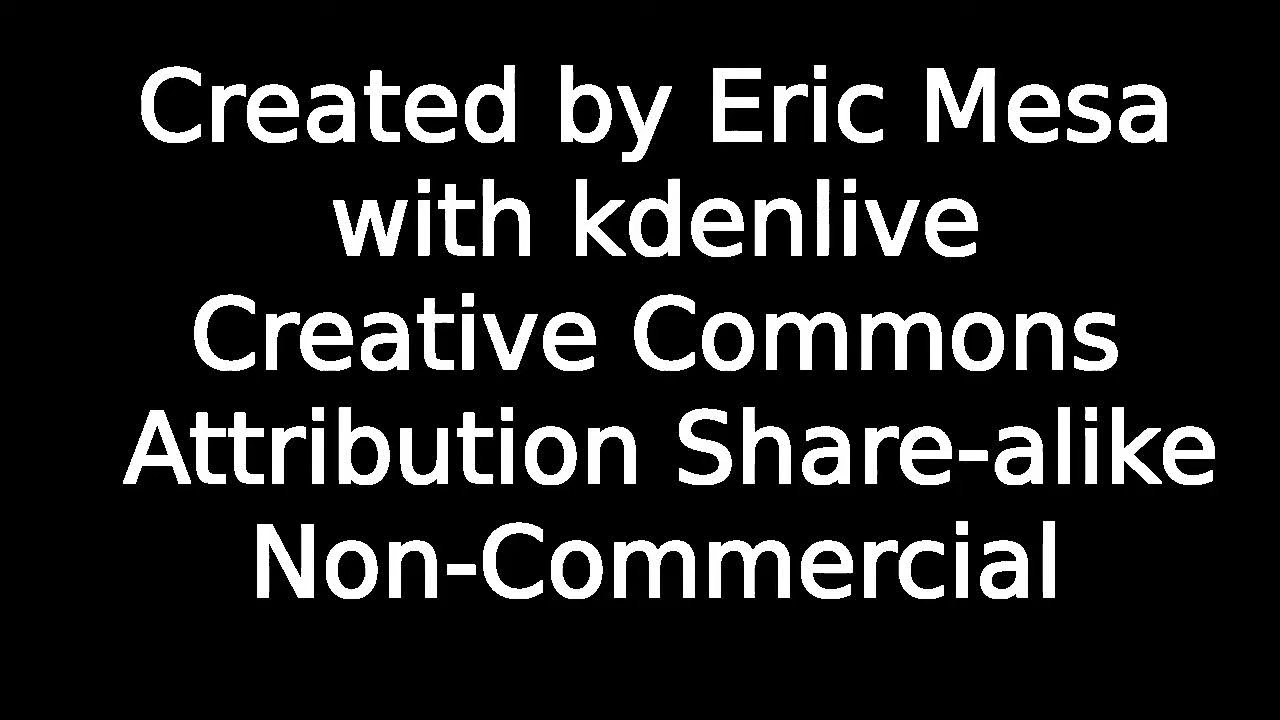 Created by Eric Mesa
with kdenlive
Creative Commons
Attribution Share-alike
Non-Commercial